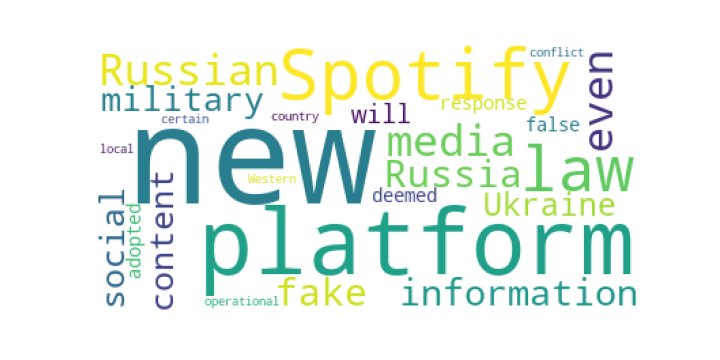 conflict
Russian
Spotify
even
military
response
certain
country
will
false
new
media
law
local
Western
Russia
deemed
Ukraine
social
adopted
content
platform
operational
fake
information